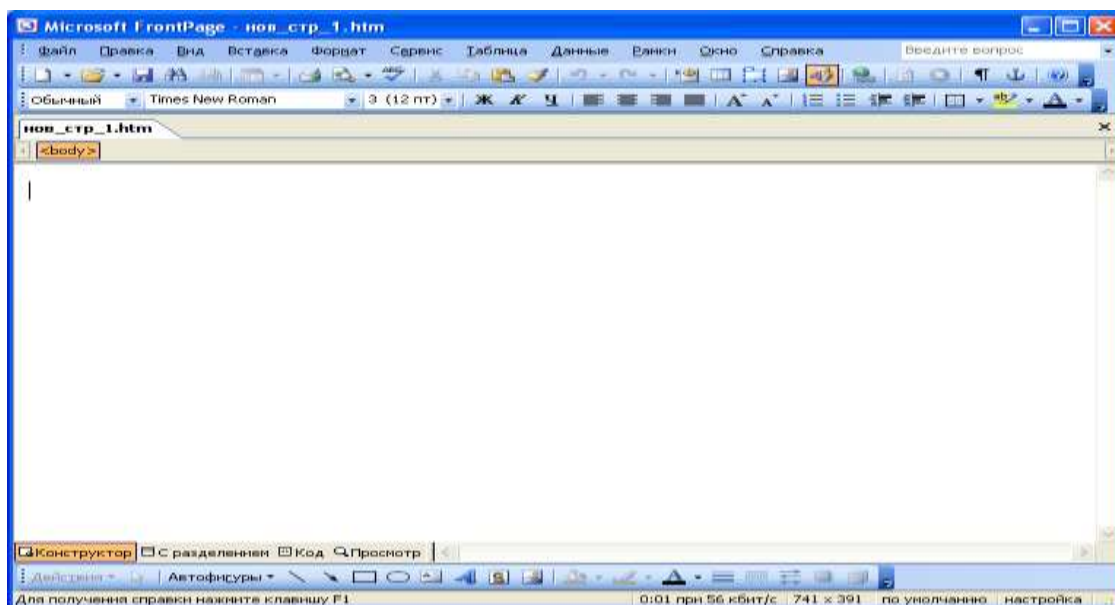 Microsoft FrontPage - нов_стр_1.htm
Файл Правка Вид Вставка Формат Сервис Таблица Данные Рамки Окно Справка Введите вопрос
Обычный Times New Roman 3 (12 пт) Ж К Ч A A ab A
нов_стр_1.htm
<body>
Конструктор С разделением Код Просмотр
Действия Автофигуры A
Для получения справки нажмите клавишу F1 0:01 при 56 кбит/с 741 x 391 по умолчанию настройка